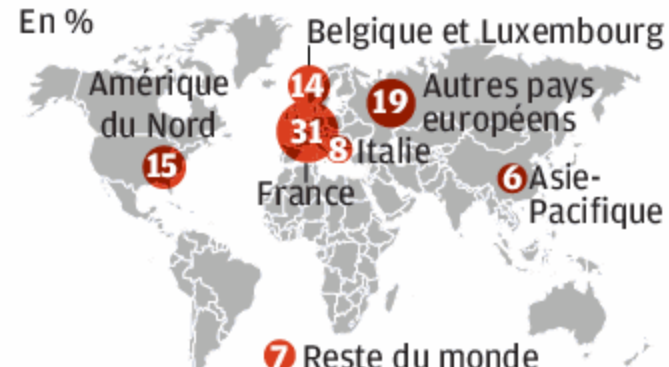 En %
Belgique et Luxembourg
14
Amérique
du Nord
15
19 Autres pays
européens
31
8 Italie
France
6 Asie-
Pacifique
7 Reste du monde